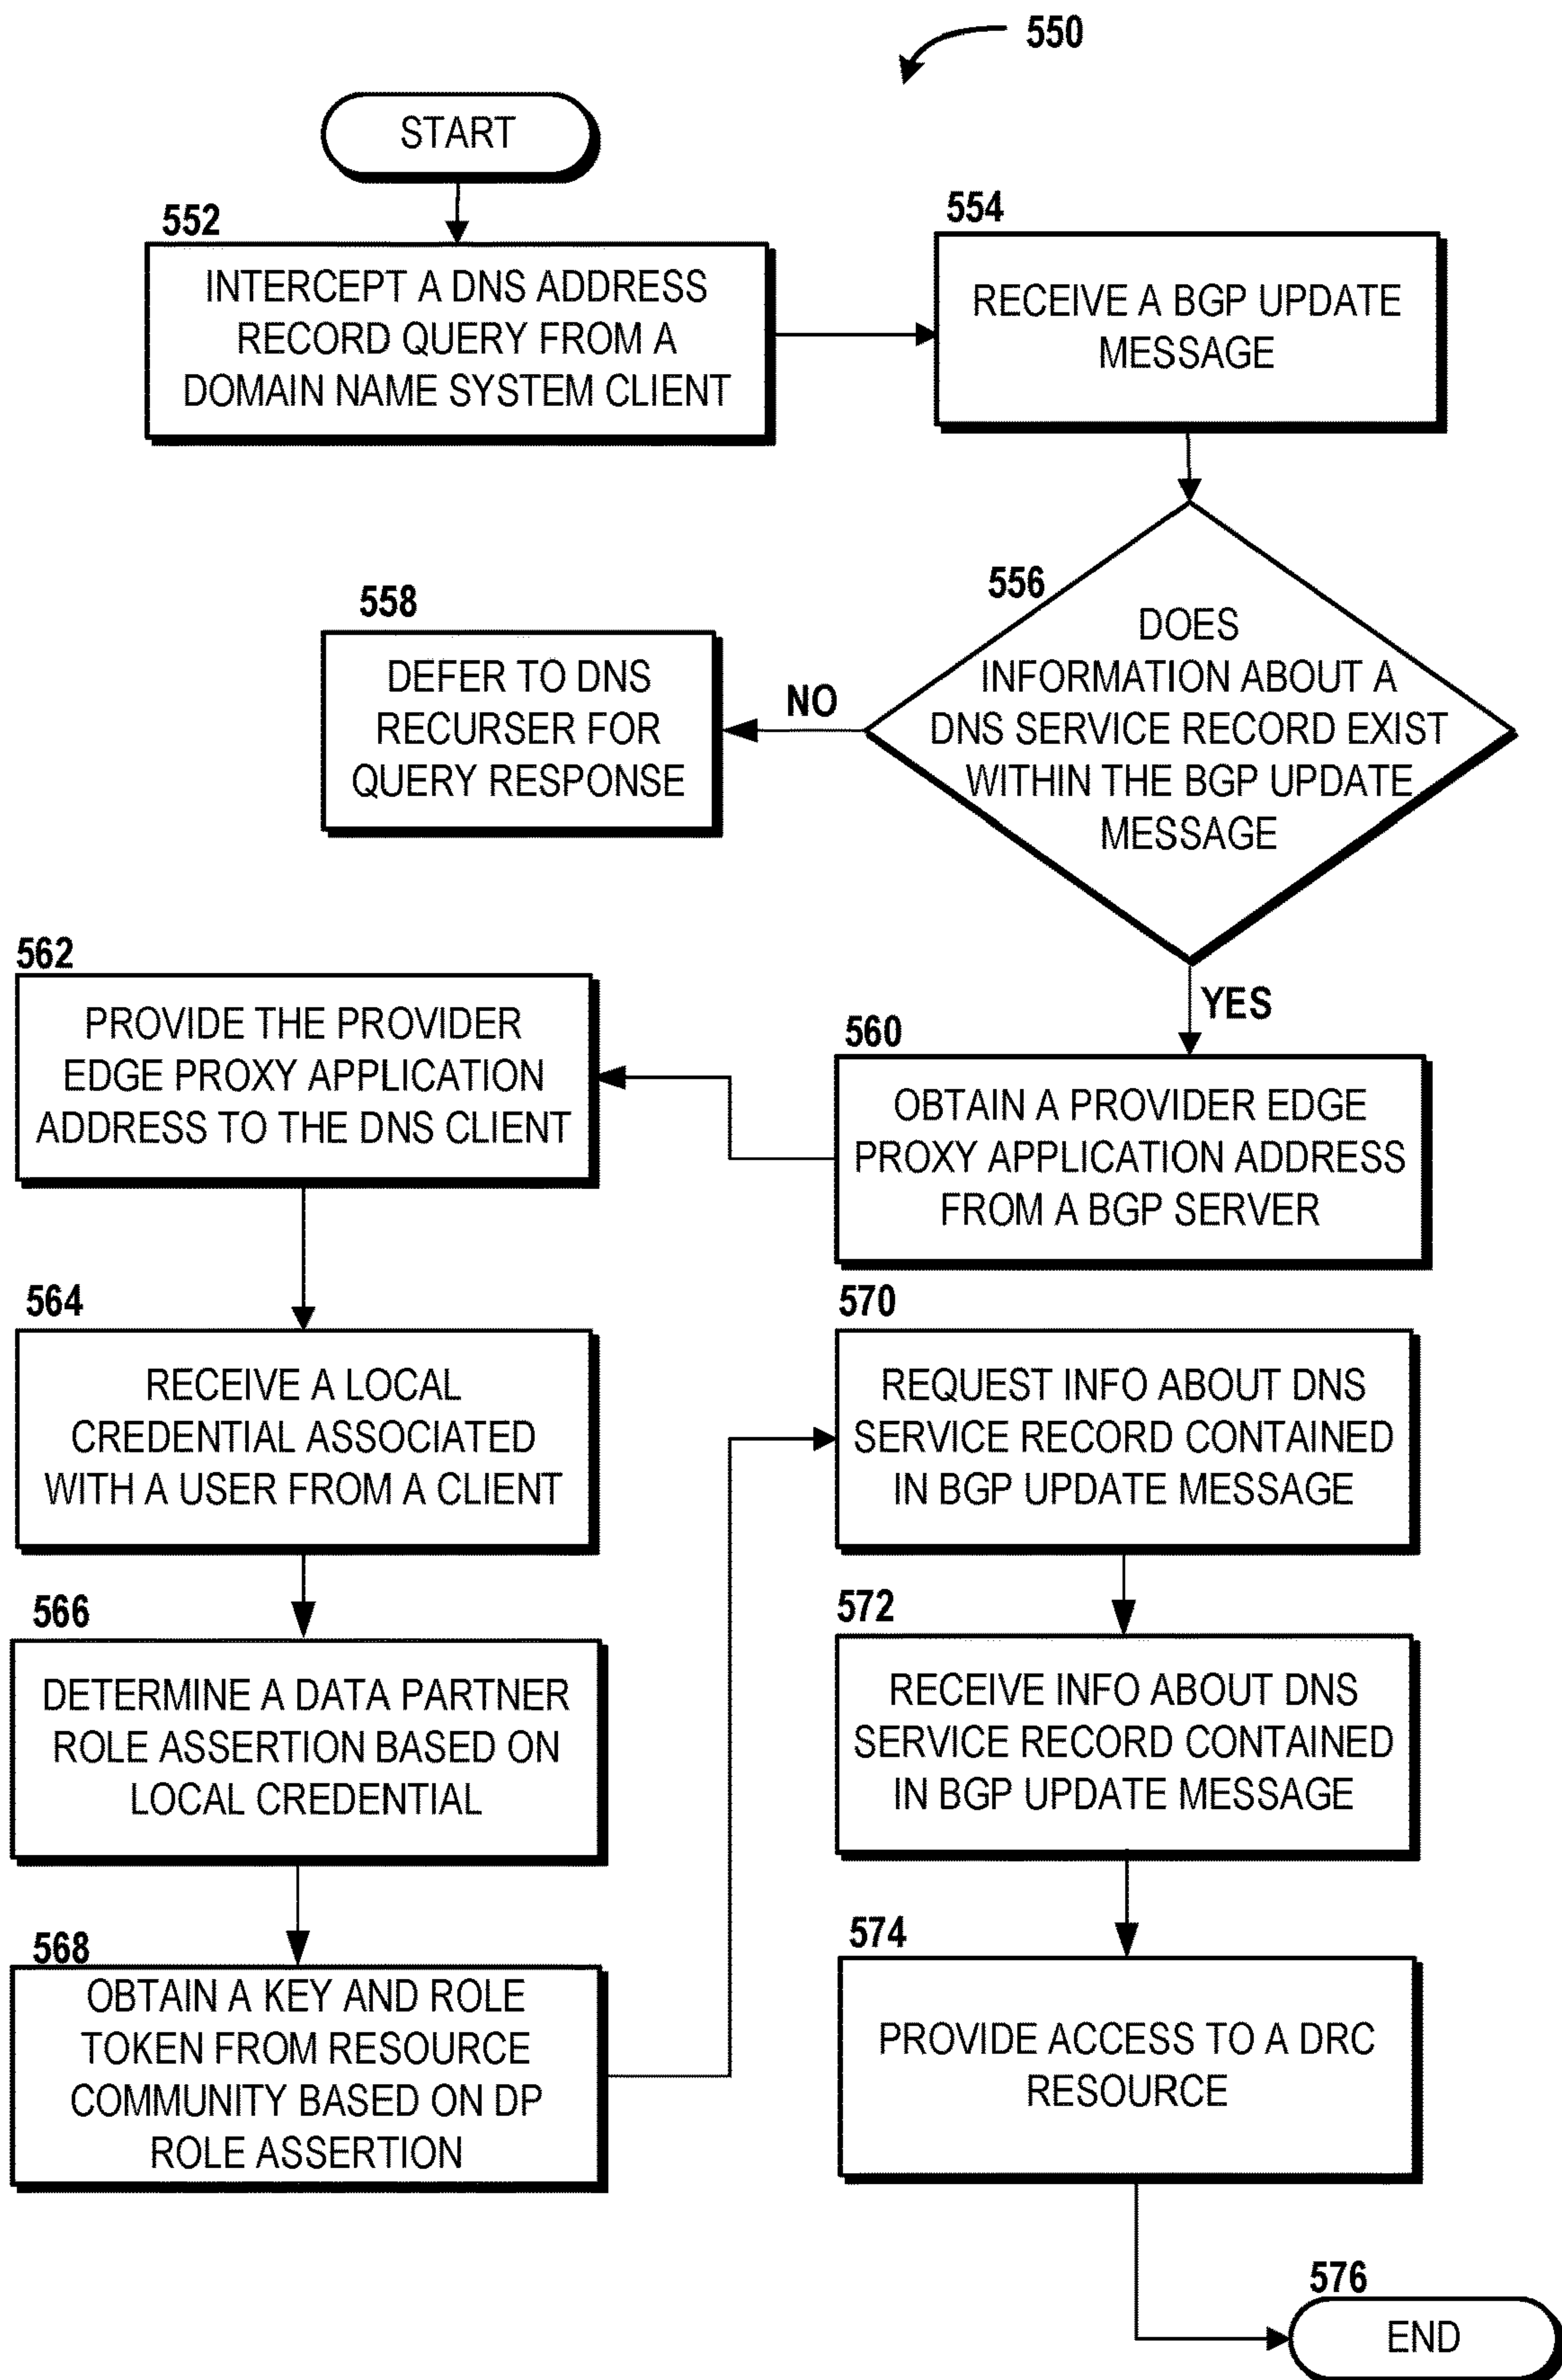 550
START
552
INTERCEPT A DNS ADDRESS
RECORD QUERY FROM A
DOMAIN NAME SYSTEM CLIENT
554
RECEIVE A BGP UPDATE
MESSAGE
556
DOES
INFORMATION ABOUT A
DNS SERVICE RECORD EXIST
WITHIN THE BGP UPDATE
MESSAGE
NO
558
DEFER TO DNS
RECURSER FOR
QUERY RESPONSE
YES
560
OBTAIN A PROVIDER EDGE
PROXY APPLICATION ADDRESS
FROM A BGP SERVER
562
PROVIDE THE PROVIDER
EDGE PROXY APPLICATION
ADDRESS TO THE DNS CLIENT
564
RECEIVE A LOCAL
CREDENTIAL ASSOCIATED
WITH A USER FROM A CLIENT
566
DETERMINE A DATA PARTNER
ROLE ASSERTION BASED ON
LOCAL CREDENTIAL
568
OBTAIN A KEY AND ROLE
TOKEN FROM RESOURCE
COMMUNITY BASED ON DP
ROLE ASSERTION
570
REQUEST INFO ABOUT DNS
SERVICE RECORD CONTAINED
IN BGP UPDATE MESSAGE
572
RECEIVE INFO ABOUT DNS
SERVICE RECORD CONTAINED
IN BGP UPDATE MESSAGE
574
PROVIDE ACCESS TO A DRC
RESOURCE
576
END